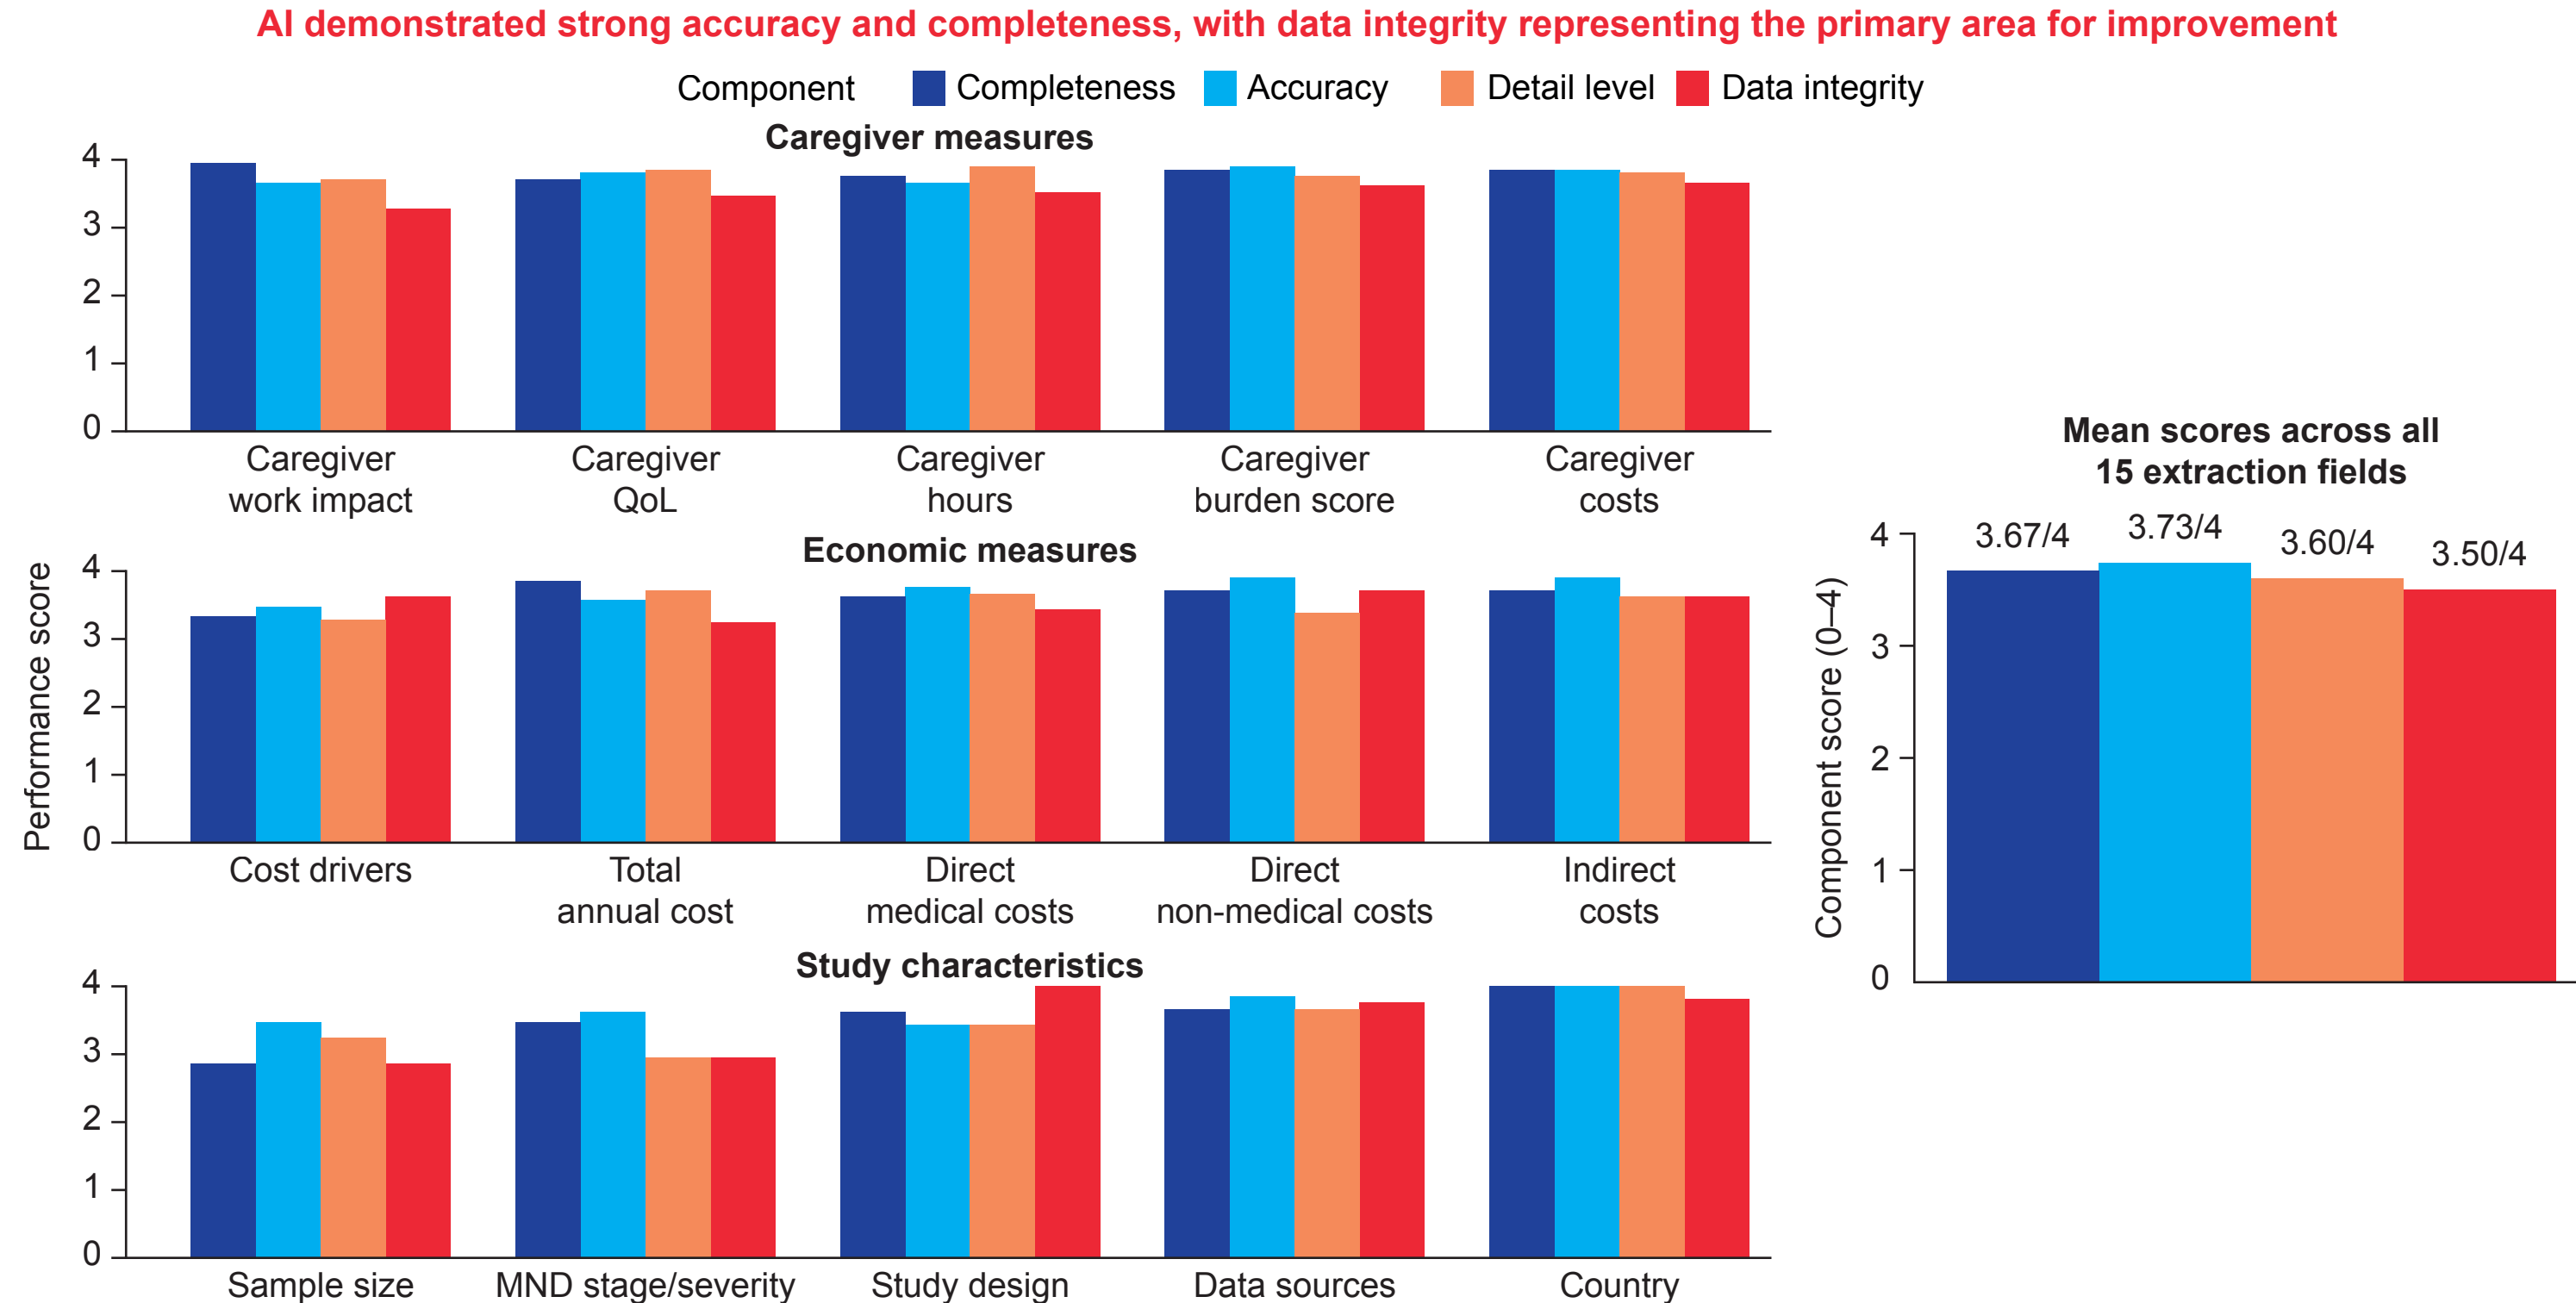 AI demonstrated strong accuracy and completeness, with data integrity representing the primary area for improvement
Component Completeness Accuracy Detail level Data integrity
Caregiver measures
4
3
2
1
0
Caregiver work impact
Caregiver QoL
Caregiver hours
Caregiver burden score
Caregiver costs
Performance score
Economic measures
4
3
2
1
0
Cost drivers
Total annual cost
Direct medical costs
Direct non-medical costs
Indirect costs
Study characteristics
4
3
2
1
0
Sample size
MND stage/severity
Study design
Data sources
Country
Mean scores across all
15 extraction fields
Component score (0–4)
4
3
2
1
0
3.67/4
3.73/4
3.60/4
3.50/4